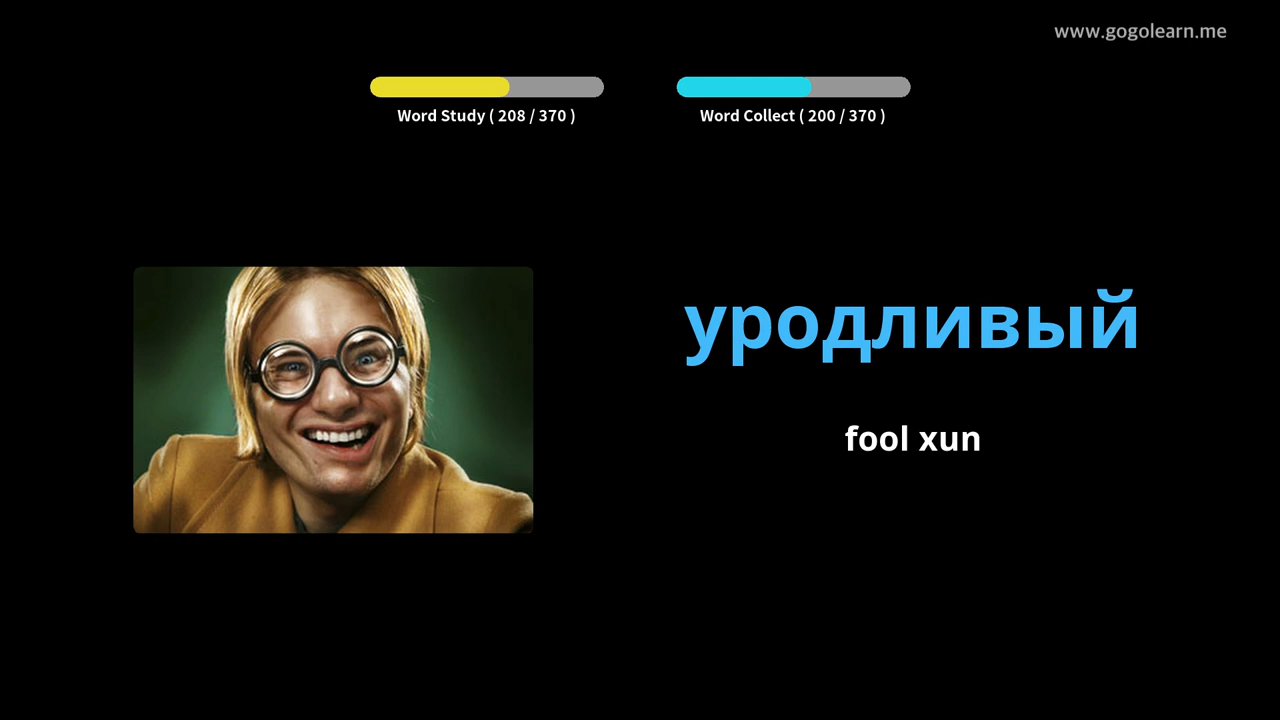 www.gogolearn.me
Word Study ( 208 / 370 )
Word Collect ( 200 / 370 )
уродливый
fool xun